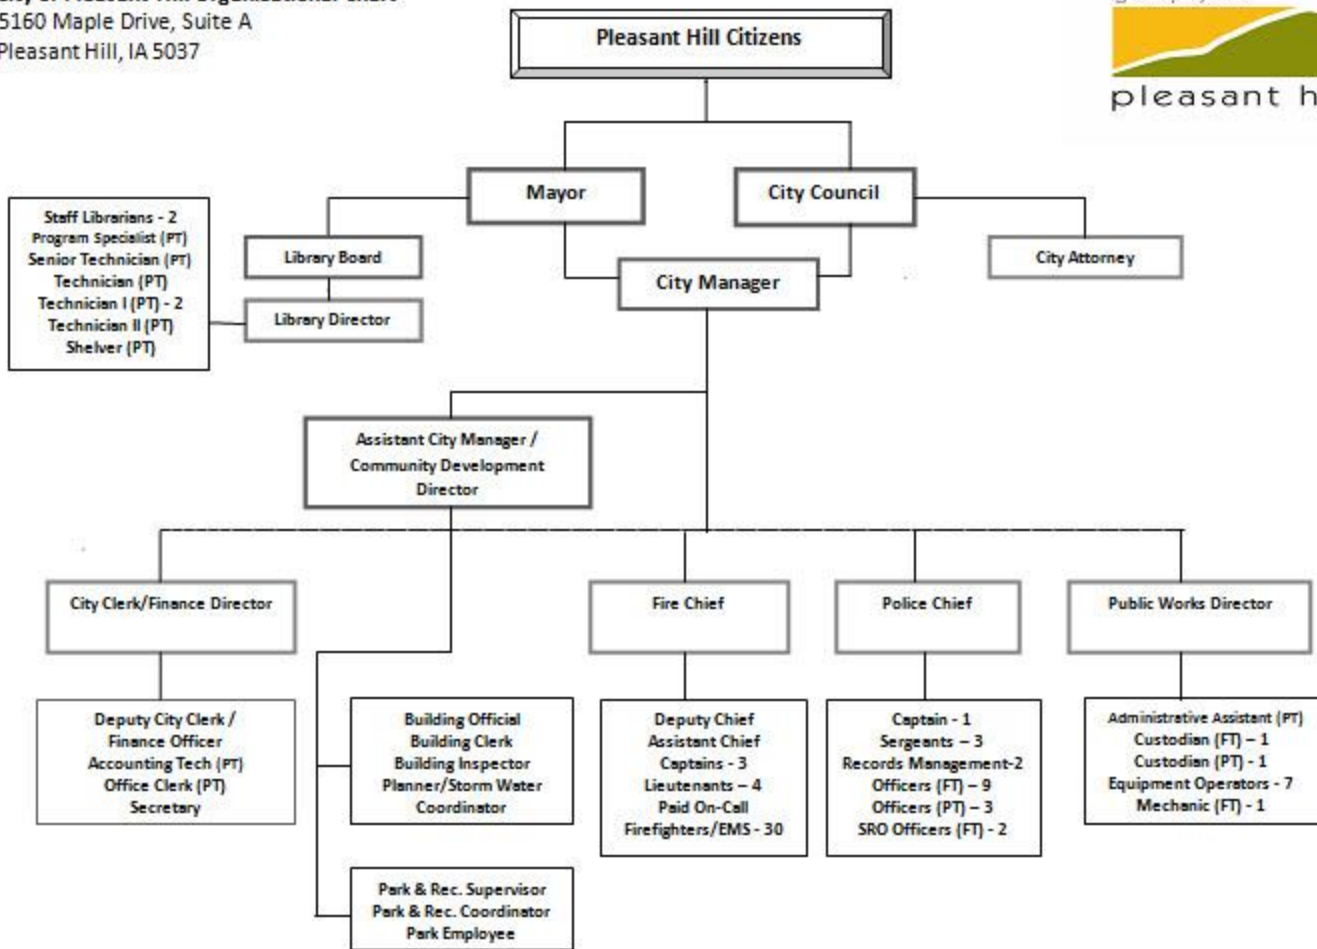 5160 Maple Drive, Suite A
Pleasant Hill, IA 5037
Pleasant Hill Citizens
pleasant h
Mayor
City Council
Staff Librarians - 2
Program Specialist (PT)
Senior Technician (PT)
Technician (PT)
Technician I (PT) - 2
Technician II (PT)
Shelver (PT)
Library Board
Library Director
City Manager
City Attorney
Assistant City Manager /
Community Development
Director
City Clerk/Finance Director
Fire Chief
Police Chief
Public Works Director
Deputy City Clerk /
Finance Officer
Accounting Tech (PT)
Office Clerk (PT)
Secretary
Building Official
Building Clerk
Building Inspector
Planner/Storm Water
Coordinator
Deputy Chief
Assistant Chief
Captains - 3
Lieutenants – 4
Paid On-Call
Firefighters/EMS - 30
Captain - 1
Sergeants – 3
Records Management-2
Officers (FT) – 9
Officers (PT) – 3
SRO Officers (FT) - 2
Administrative Assistant (PT)
Custodian (FT) – 1
Custodian (PT) - 1
Equipment Operators - 7
Mechanic (FT) - 1
Park & Rec. Supervisor
Park & Rec. Coordinator
Park Employee